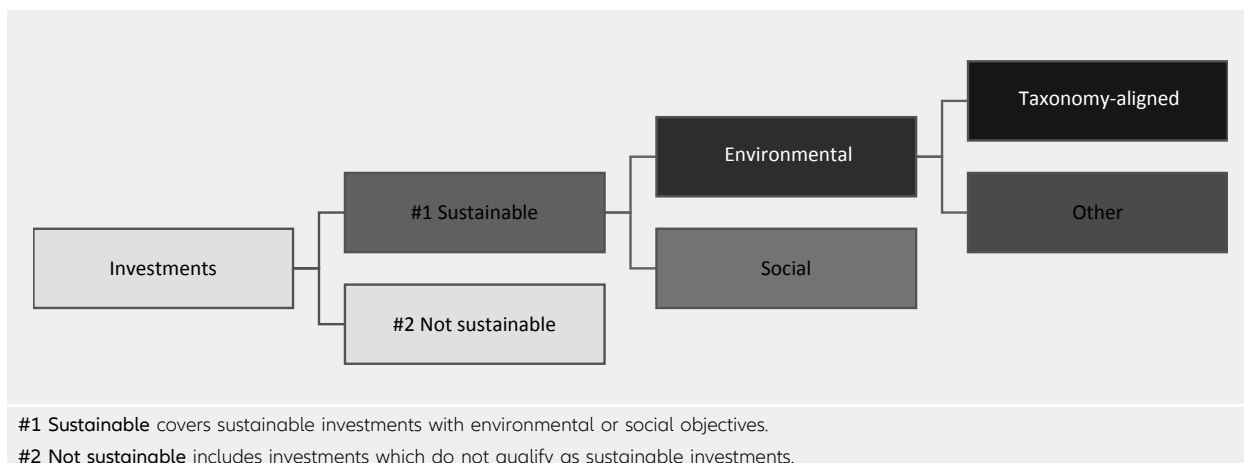 Taxonomy-aligned
Environmental
#1 Sustainable
Other
Investments
Social
#2 Not sustainable
#1 Sustainable covers sustainable investments with environmental or social objectives.
#2 Not sustainable includes investments which do not qualify as sustainable investments.